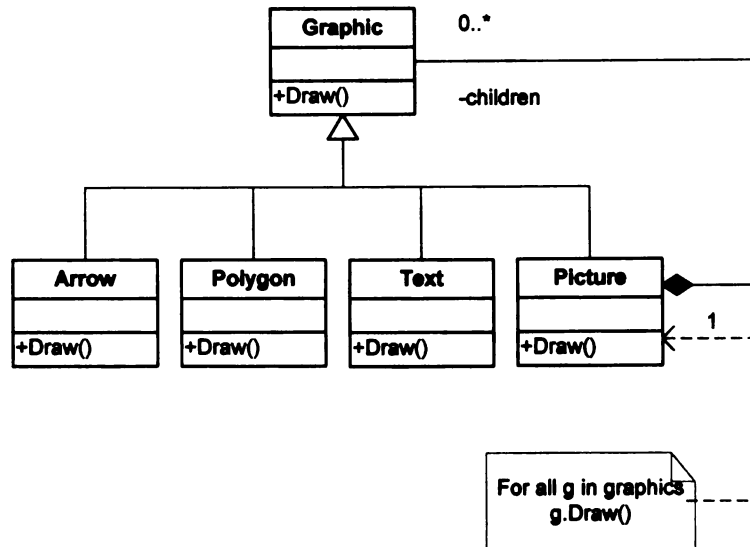 Graphic
0..*
+Draw()
-children
Arrow
Polygon
Text
Picture
+Draw()
+Draw()
+Draw()
+Draw()
1
For all g in graphics
g.Draw()